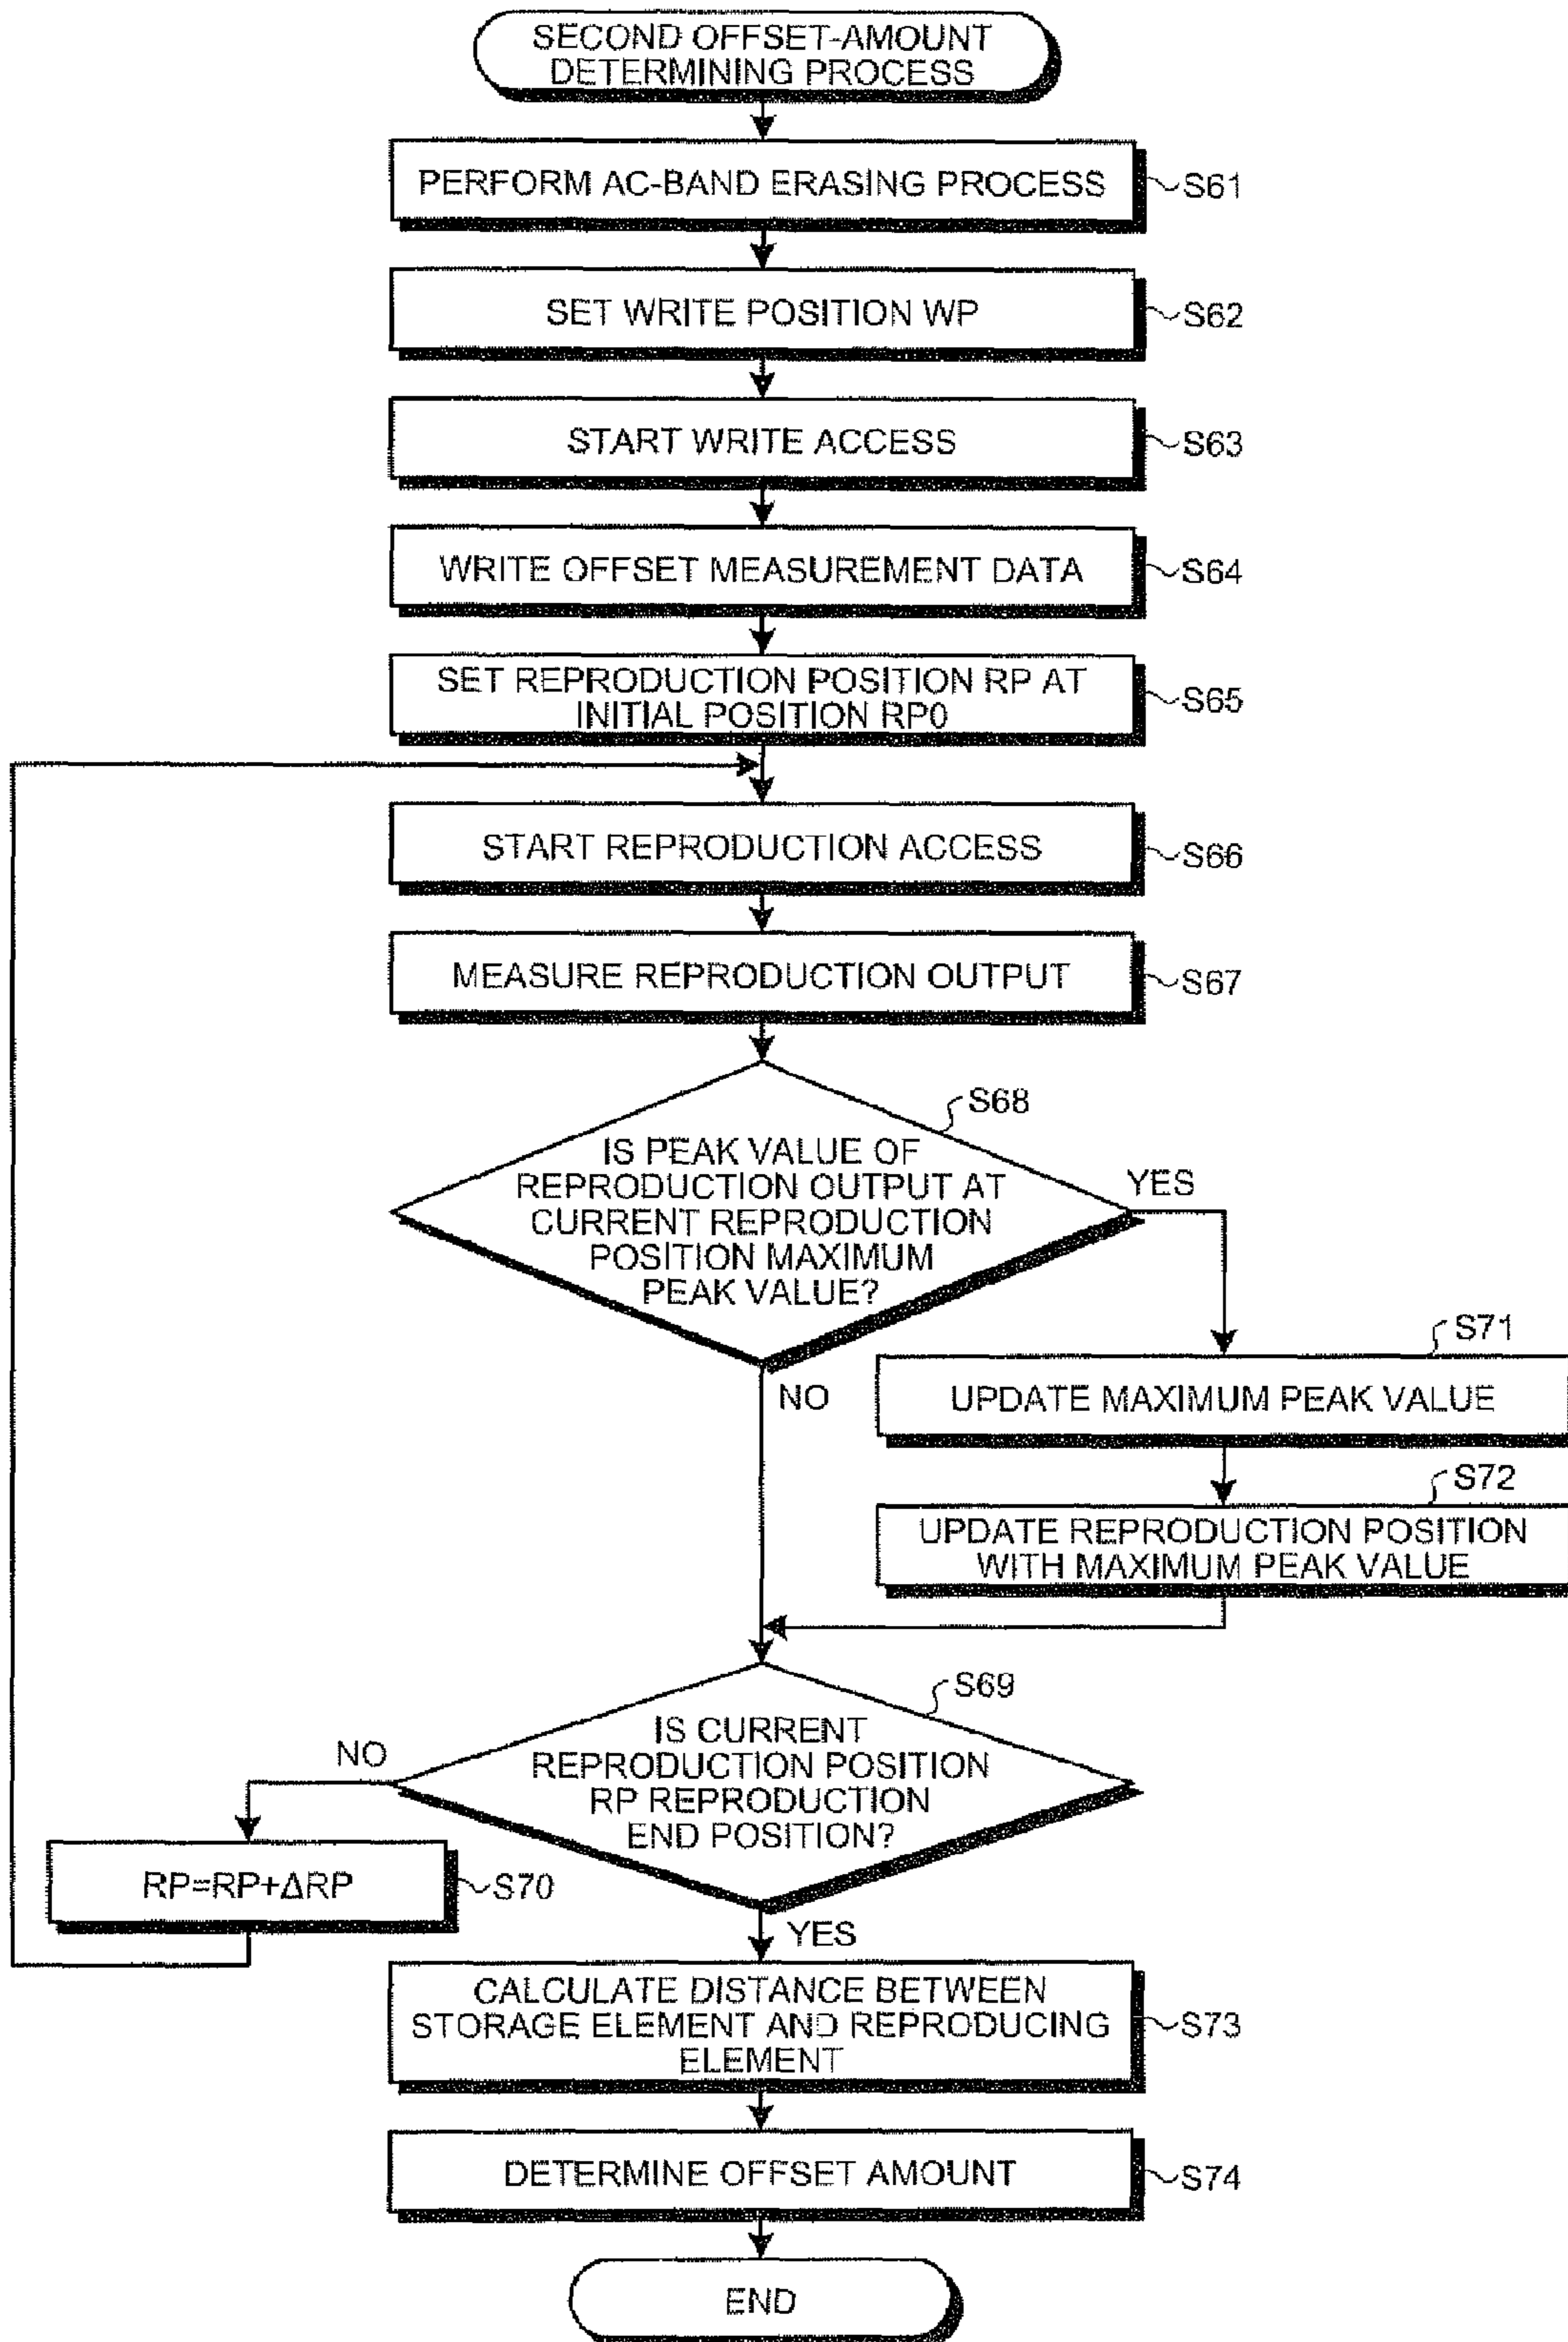 SECOND OFFSET-AMOUNT
DETERMINING PROCESS
PERFORM AC-BAND ERASING PROCESS
S61
SET WRITE POSITION WP
S62
START WRITE ACCESS
S63
WRITE OFFSET MEASUREMENT DATA
S64
SET REPRODUCTION POSITION RP AT
INITIAL POSITION RP0
S65
START REPRODUCTION ACCESS
S66
MEASURE REPRODUCTION OUTPUT
S67
S68
IS PEAK VALUE OF
REPRODUCTION OUTPUT AT
CURRENT REPRODUCTION
POSITION MAXIMUM
PEAK VALUE?
YES
NO
S71
UPDATE MAXIMUM PEAK VALUE
S72
UPDATE REPRODUCTION POSITION
WITH MAXIMUM PEAK VALUE
S69
IS CURRENT
REPRODUCTION POSITION
RP REPRODUCTION
END POSITION?
NO
RP=RP+ΔRP
S70
YES
CALCULATE DISTANCE BETWEEN
STORAGE ELEMENT AND REPRODUCING
ELEMENT
S73
DETERMINE OFFSET AMOUNT
S74
END